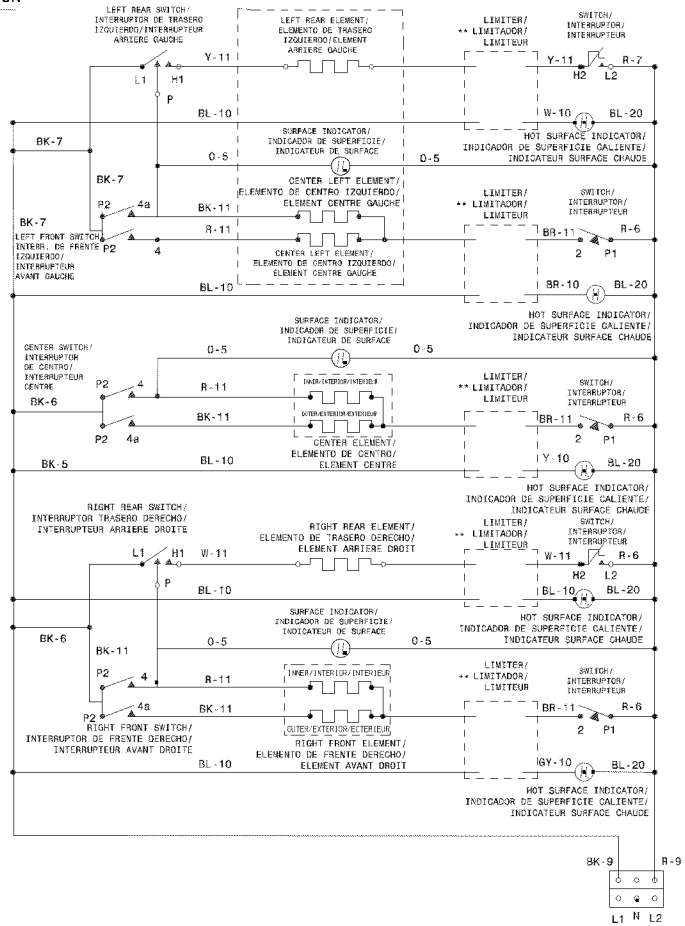 LEFT REAR SWITCH/
INTERRUPTOR DE TRASERO
IZQUIERDO/INTERRUPTEUR
ARRIERE GAUCHE
LEFT REAR ELEMENT/
ELEMENTO DE TRASERO
IZQUIERDO/ELEMENT
ARRIERE GAUCHE
LIMITER/
** LIMITADOR/
LIMITEUR
SWITCH/
INTERRUPTOR/
INTERRUPTEUR
L1 H1 Y-11
Y-11 H2 L2 R-7
P
BL-10
W-10 BL-20
BK-7
SURFACE INDICATOR/
INDICADOR DE SUPERFICIE/
INDICATEUR DE SURFACE
HOT SURFACE INDICATOR/
INDICADOR DE SUPERFICIE CALIENTE/
INDICATEUR SURFACE CHAUDE
O-5 O-5
BK-7
CENTER LEFT ELEMENT/
ELEMENTO DE CENTRO IZQUIERDO/
ELEMENT CENTRE GAUCHE
LIMITER/
** LIMITADOR/
LIMITEUR
SWITCH/
INTERRUPTOR/
INTERRUPTEUR
P2 4a BK-11
BK-7
R-11
P2 4
BR-11 R-6
2 P1
LEFT FRONT SWITCH/
INTERR. DE FRENTE
IZQUIERDO/
INTERRUPTEUR
AVANT GAUCHE
CENTER LEFT ELEMENT/
ELEMENTO DE CENTRO IZQUIERDO/
ELEMENT CENTRE GAUCHE
BL-10
BR-10 BL-20
HOT SURFACE INDICATOR/
INDICADOR DE SUPERFICIE CALIENTE/
INDICATEUR SURFACE CHAUDE
SURFACE INDICATOR/
INDICADOR DE SUPERFICIE/
INDICATEUR DE SURFACE
CENTER SWITCH/
INTERRUPTOR
DE CENTRO/
INTERRUPTEUR
CENTRE
O-5 O-5
P2 4 R-11
INNER/INTERIOR/INTERIEUR
LIMITER/
** LIMITADOR/
LIMITEUR
SWITCH/
INTERRUPTOR/
INTERRUPTEUR
BK-6
BK-11
P2 4a
OUTER/EXTERIOR/EXTERIEUR
BR-11 R-6
2 P1
CENTER ELEMENT/
ELEMENTO DE CENTRO/
ELEMENT CENTRE
BK-5 BL-10
Y-10 BL-20
HOT SURFACE INDICATOR/
INDICADOR DE SUPERFICIE CALIENTE/
INDICATEUR SURFACE CHAUDE
RIGHT REAR SWITCH/
INTERRUPTOR TRASERO DERECHO/
INTERRUPTEUR ARRIERE DROITE
RIGHT REAR ELEMENT/
ELEMENTO DE TRASERO DERECHO/
ELEMENT ARRIERE DROIT
LIMITER/
** LIMITADOR/
LIMITEUR
SWITCH/
INTERRUPTOR/
INTERRUPTEUR
L1 H1 W-11
W-11 R-6
H2 L2
P
BL-10
BL-10 BL-20
SURFACE INDICATOR/
INDICADOR DE SUPERFICIE/
INDICATEUR DE SURFACE
HOT SURFACE INDICATOR/
INDICADOR DE SUPERFICIE CALIENTE/
INDICATEUR SURFACE CHAUDE
BK-6
O-5 O-5
BK-11
P2 4 R-11
INNER/INTERIOR/INTERIEUR
LIMITER/
** LIMITADOR/
LIMITEUR
SWITCH/
INTERRUPTOR/
INTERRUPTEUR
P2 4a BK-11
BR-11 R-6
2 P1
OUTER/EXTERIOR/ECTERIEUR
RIGHT FRONT SWITCH/
INTERRUPTOR DE FRENTE DERECHO/
INTERRUPTEUR AVANT DROITE
RIGHT FRONT ELEMENT/
ELEMENTO DE FRENTE DERECHO/
ELEMENT AVANT DROIT
BL-10
GY-10 BL-20
HOT SURFACE INDICATOR/
INDICADOR DE SUPERFICIE CALIENTE/
INDICATEUR SURFACE CHAUDE
BK-9 R-9
L1 N L2